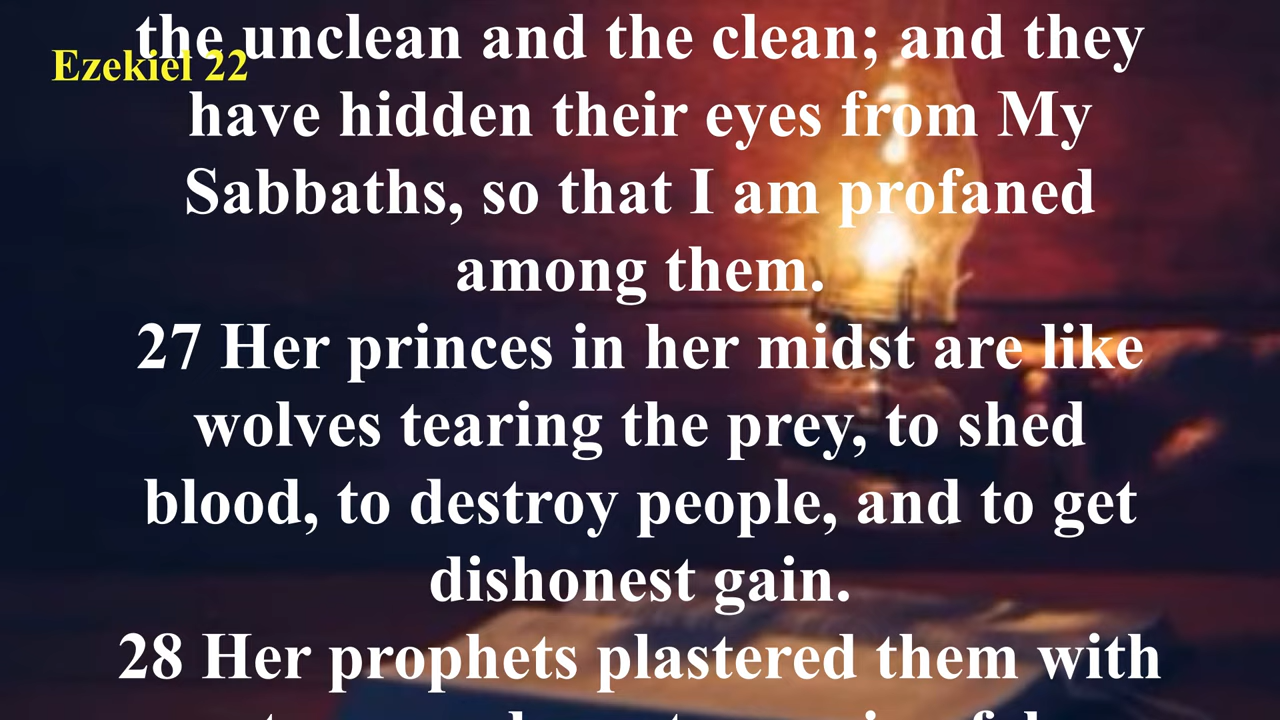 the unclean and the clean; and they
Ezekiel 22
have hidden their eyes from My
Sabbaths, so that I am profaned
among them.
27 Her princes in her midst are like
wolves tearing the prey, to shed
blood, to destroy people, and to get
dishonest gain.
28 Her prophets plastered them with